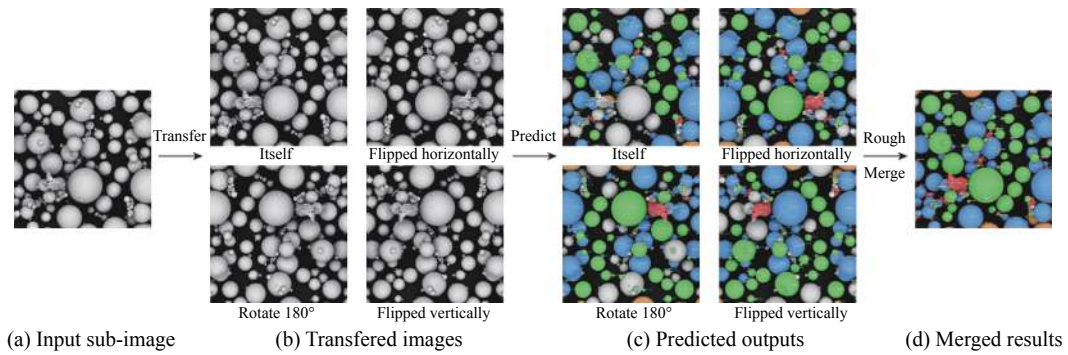 Transfer
Predict
Rough
Merge
Itself
Flipped horizontally
Itself
Flipped horizontally
Rotate 180°
Flipped vertically
Rotate 180°
Flipped vertically
(a) Input sub-image
(b) Transfered images
(c) Predicted outputs
(d) Merged results